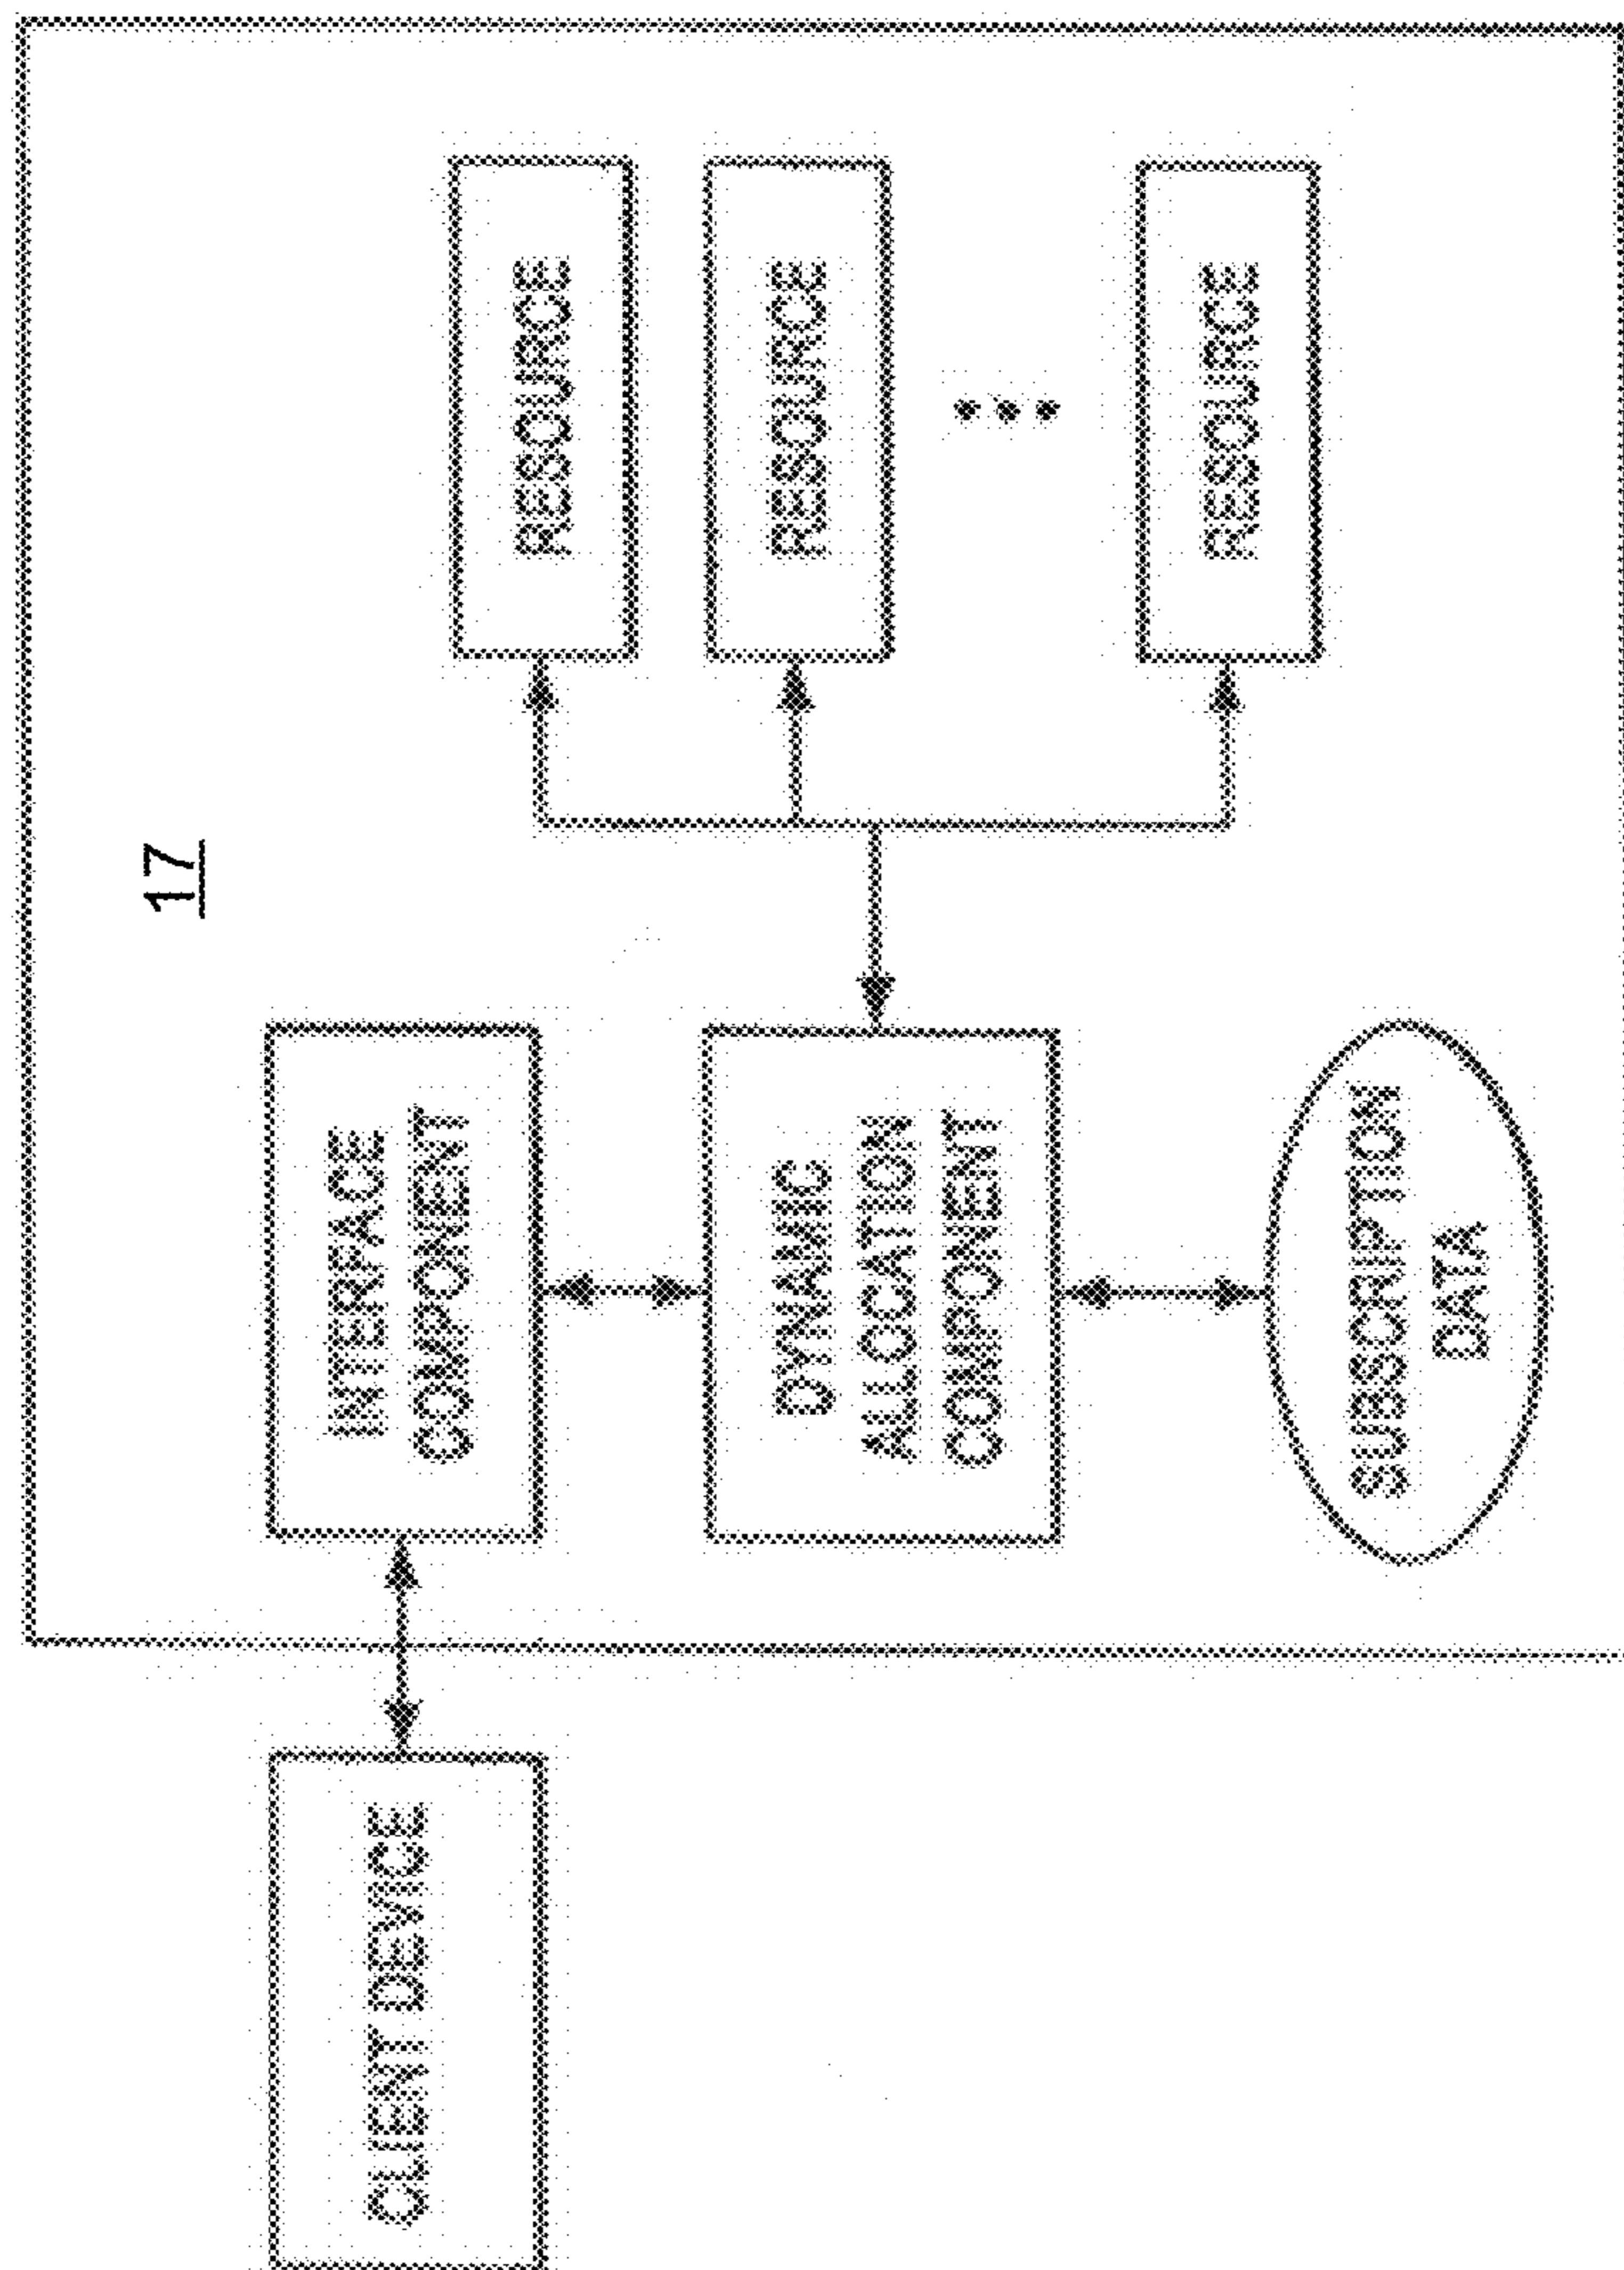 17
CLIENT DEVICE
INTERFACE
COMPONENT
DYNAMIC
ALLOCATION
COMPONENT
SUBSCRIPTION
DATA
RESOURCE
RESOURCE
RESOURCE